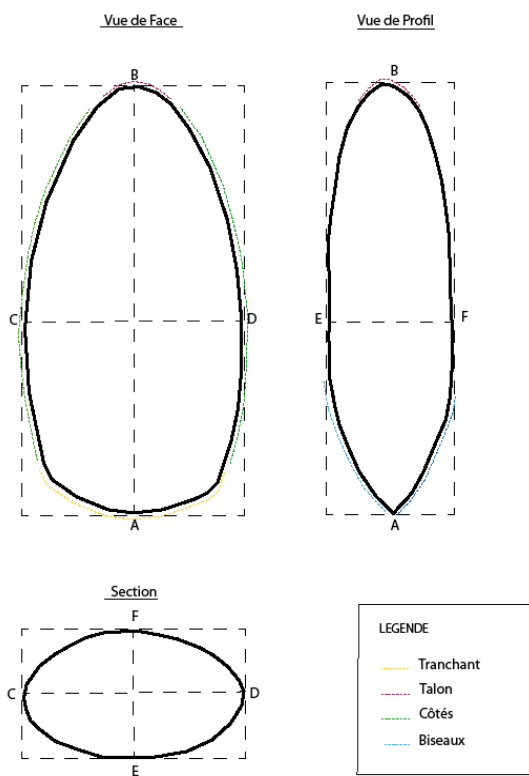 Vue de Face
Vue de Profil
B
B
C
D
E
F
A
A
Section
F
C
D
E
LEGENDE
Tranchant
Talon
Côtés
Biseaux